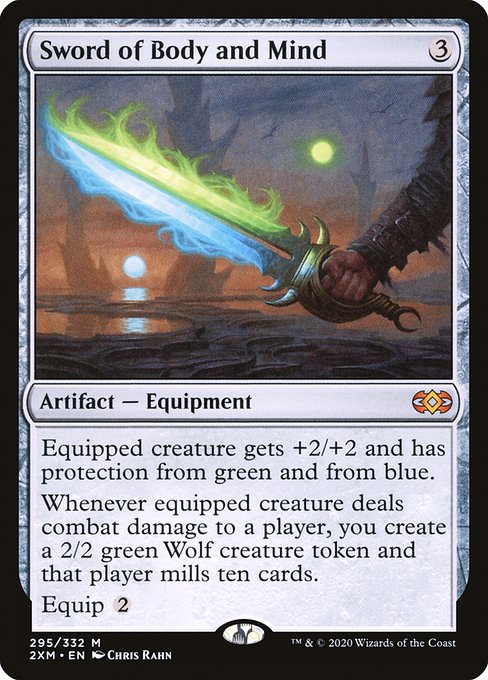 Sword of Body and Mind 3
Artifact — Equipment
Equipped creature gets +2/+2 and has
protection from green and from blue.
Whenever equipped creature deals
combat damage to a player, you create
a 2/2 green Wolf creature token and
that player mills ten cards.
Equip 2
295/332 M
2XM • EN Chris Rahn
™ & © 2020 Wizards of the Coast